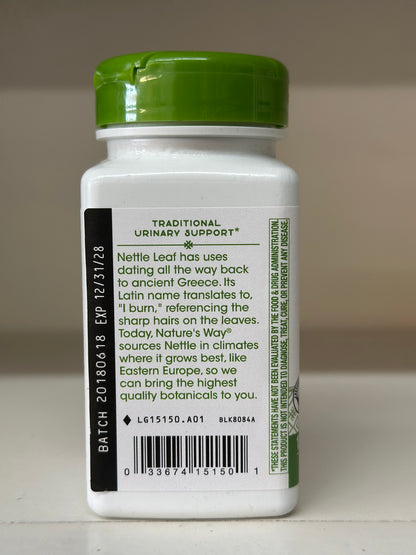 TRADITIONAL
URINARY SUPPORT*
Nettle Leaf has uses
dating all the way back
to ancient Greece. Its
Latin name translates to,
"I burn," referencing the
sharp hairs on the leaves.
Today, Nature's Way®
sources Nettle in climates
where it grows best, like
Eastern Europe, so we
can bring the highest
quality botanicals to you.
♦ LG15150.A01 BLK8084A
0 33674 15150 1
BATCH 20180618 EXP 12/31/28
*THESE STATEMENTS HAVE NOT BEEN EVALUATED BY THE FOOD & DRUG ADMINISTRATION.
THIS PRODUCT IS NOT INTENDED TO DIAGNOSE, TREAT, CURE, OR PREVENT ANY DISEASE.